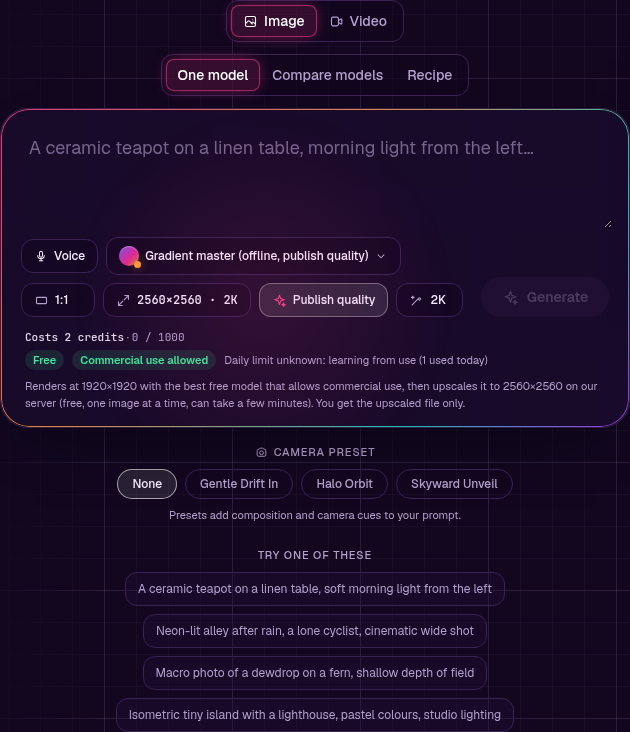 Image
Video
One model
Compare models
Recipe
A ceramic teapot on a linen table, morning light from the left…
Voice
Gradient master (offline, publish quality)
1:1
2560×2560 · 2K
Publish quality
2K
Generate
Costs 2 credits·0 / 1000
Free
Commercial use allowed
Daily limit unknown: learning from use (1 used today)
Renders at 1920×1920 with the best free model that allows commercial use, then upscales it to 2560×2560 on our
server (free, one image at a time, can take a few minutes). You get the upscaled file only.
CAMERA PRESET
None
Gentle Drift In
Halo Orbit
Skyward Unveil
Presets add composition and camera cues to your prompt.
TRY ONE OF THESE
A ceramic teapot on a linen table, soft morning light from the left
Neon-lit alley after rain, a lone cyclist, cinematic wide shot
Macro photo of a dewdrop on a fern, shallow depth of field
Isometric tiny island with a lighthouse, pastel colours, studio lighting